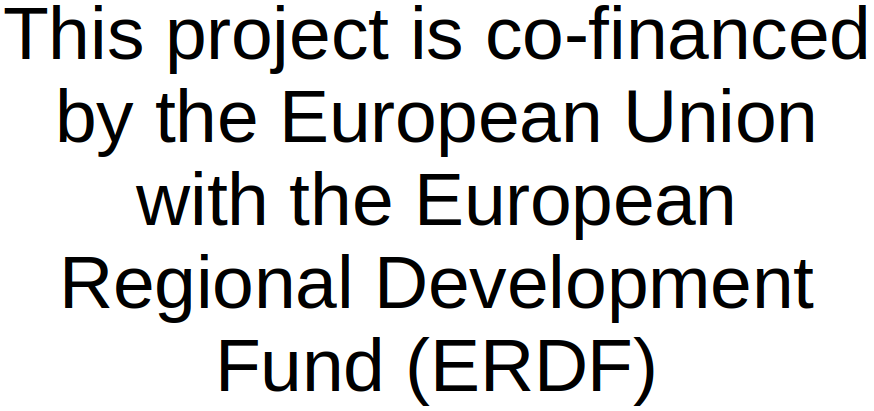 This project is co-financed
by the European Union
with the European
Regional Development
Fund (ERDF)